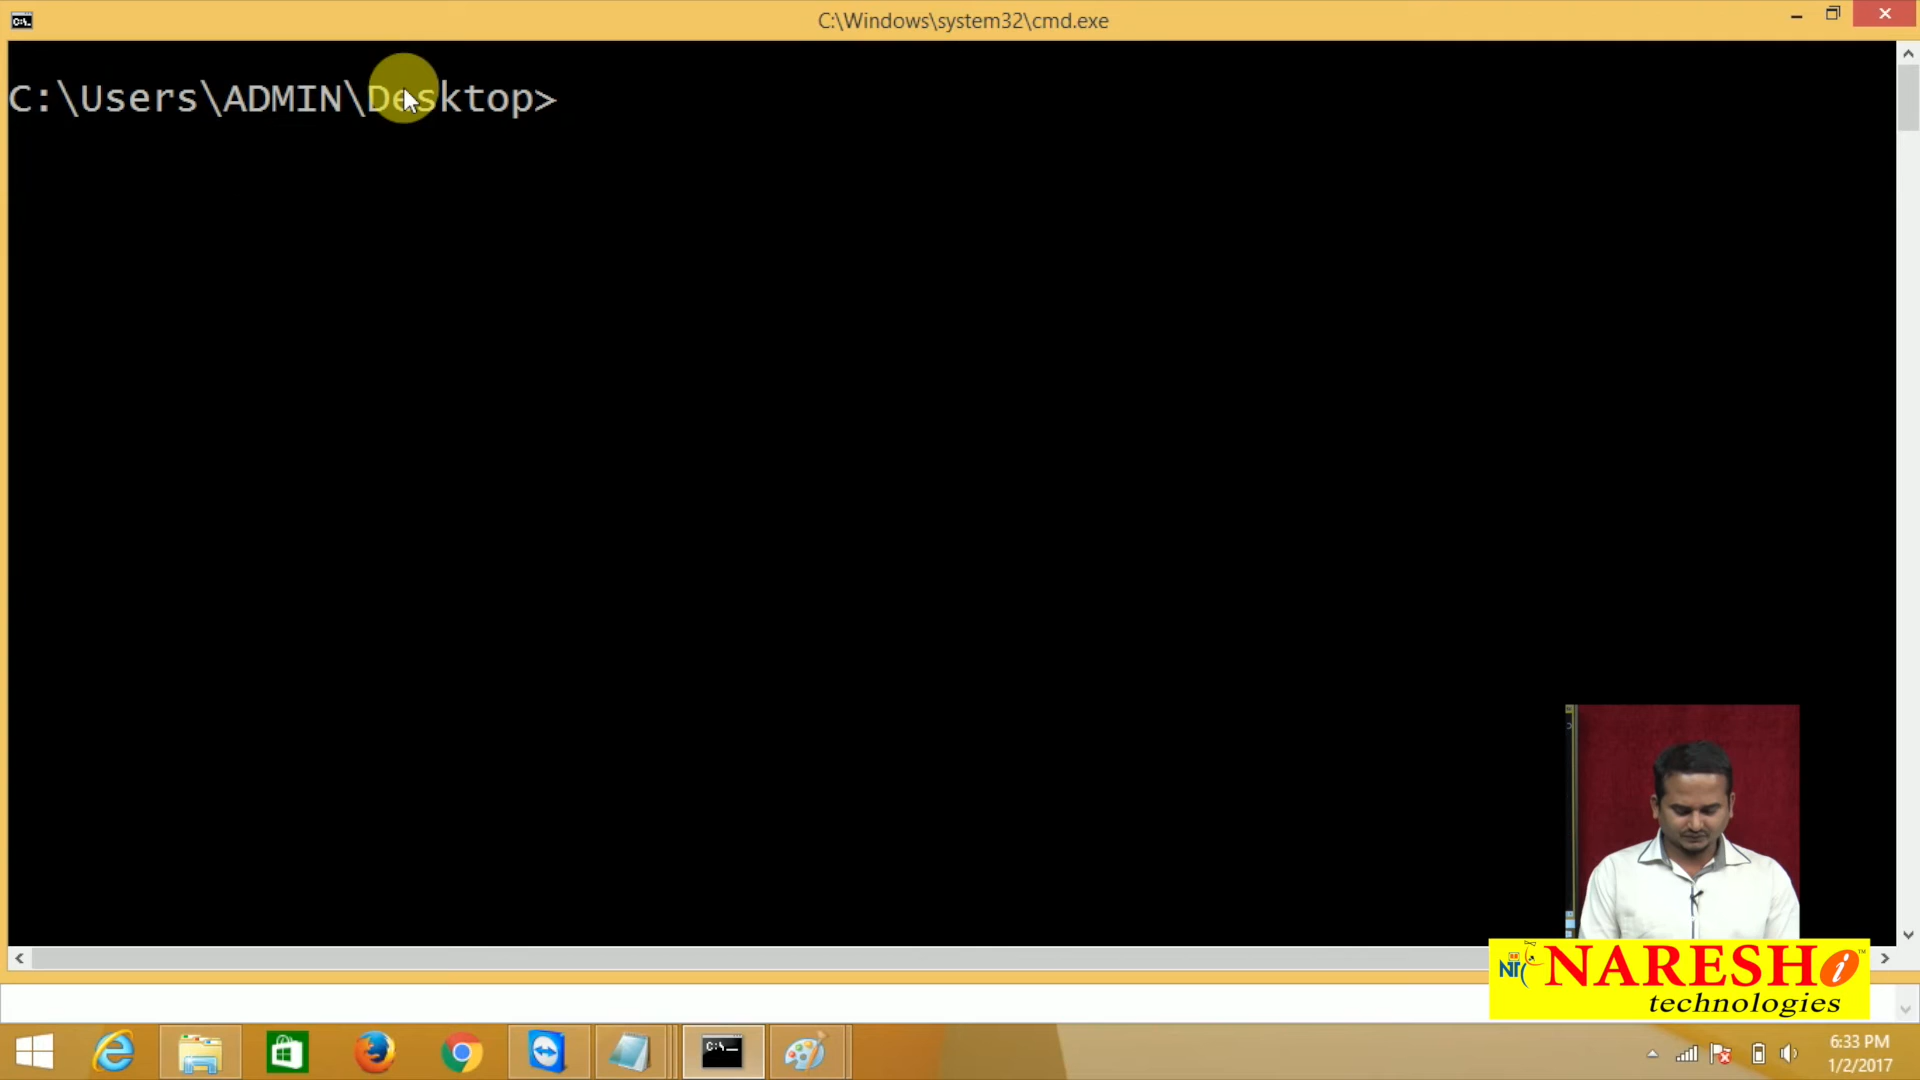 C:\Windows\system32\cmd.exe
C:\Users\ADMIN\Desktop>
NARESH i
technologies
6:33 PM
1/2/2017